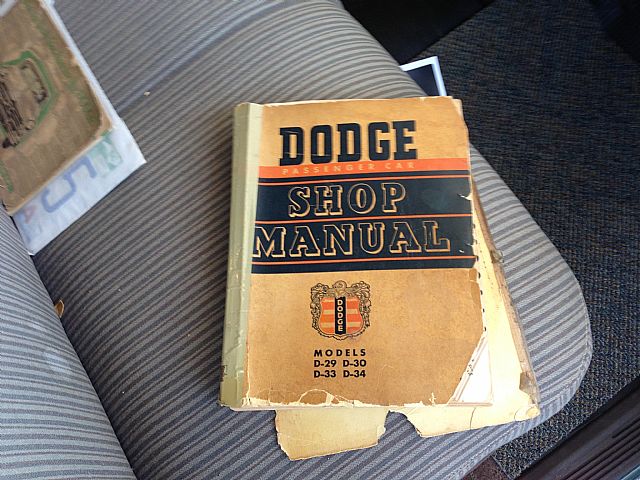 DODGE
PASSENGER CAR
SHOP
MANUAL
DODGE
MODELS
D-29 D-30
D-33 D-34